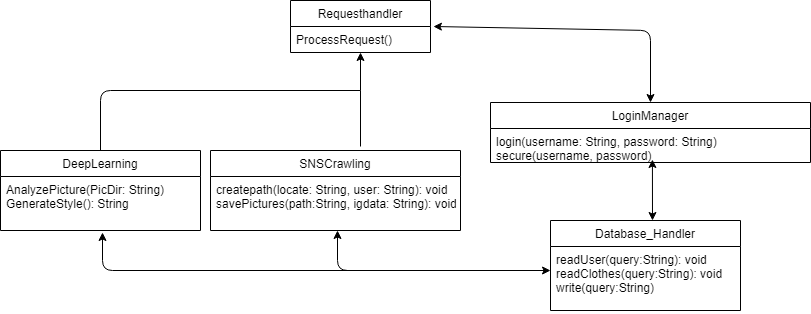 Requesthandler
ProcessRequest()
LoginManager
login(username: String, password: String)
secure(username, password)
DeepLearning
AnalyzePicture(PicDir: String)
GenerateStyle(): String
SNSCrawling
createpath(locate: String, user: String): void
savePictures(path:String, igdata: String): void
Database_Handler
readUser(query:String): void
readClothes(query:String): void
write(query:String)